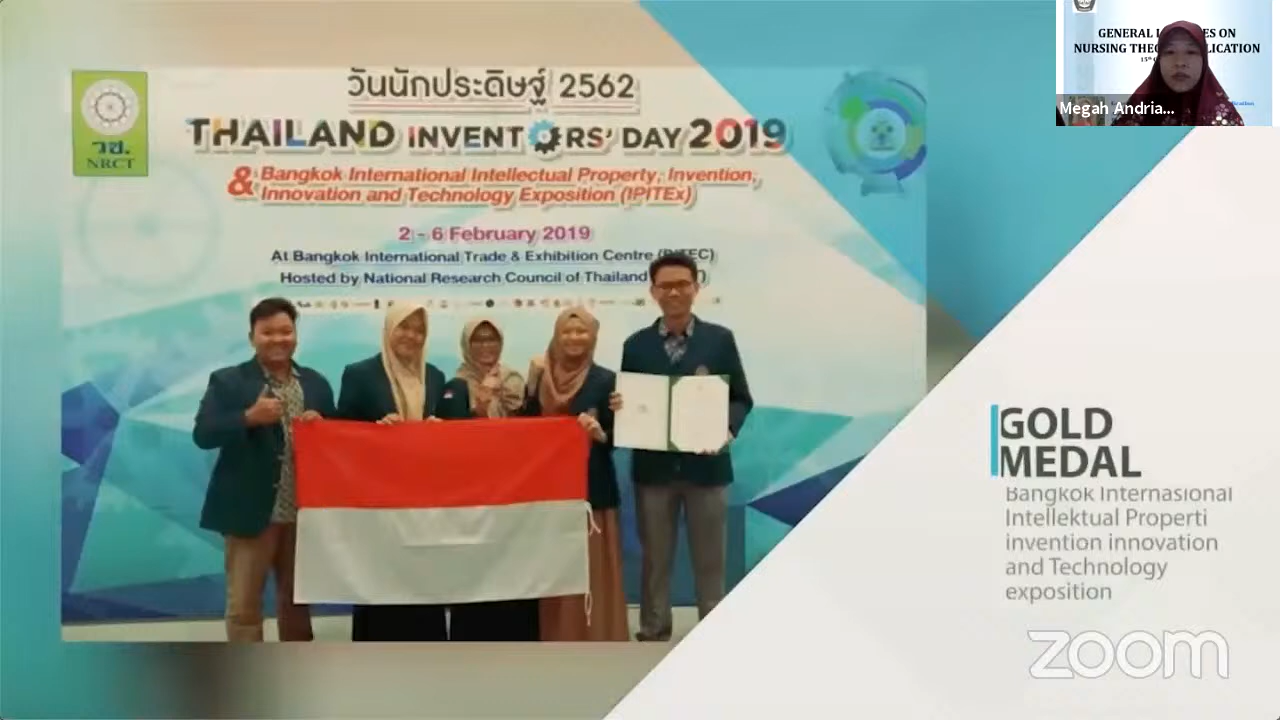 วันนักประดิษฐ์ 2562
THAILAND INVENTORS' DAY 2019
& Bangkok International Intellectual Property, Invention,
Innovation and Technology Exposition (IPITEx)
2 - 6 February 2019
At Bangkok International Trade & Exhibition Centre
Hosted by National Research Council of Thailand
วช.
NRCT
GENERAL
ON
NURSING
Megah Andria...
GOLD
MEDAL
Bangkok Internasional
Intellektual Properti
invention innovation
and Technology
exposition
zoom